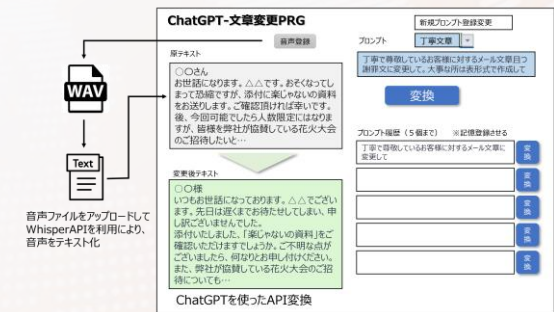 ChatGPT-文章変更PRG
新規プロンプト登録変更
音声登録
プロンプト
丁寧文章
原テキスト
〇〇さん
お世話になります。△△です。おそくなってし
まって恐縮ですが、添付に楽じゃないの資料
をお送りします。ご確認頂ければ幸いです。
後、今回可能でしたら人数限定にはなりま
すが、皆様を弊社が協賛している花火大会
のご招待したいと…
丁寧で尊敬しているお客様に対するメール文章且つ
謝罪文に変更して。大事な所は表形式で作成して
変換
プロンプト履歴(5個まで) ※記憶登録させる
丁寧で尊敬しているお客様に対するメール文章に
変更して
変換
変換
変換
変換
変換
変更後テキスト
〇〇様
いつもお世話になっております。△△でござい
ます。先日は遅くまでお待たせしてしまい、申
し訳ございませんでした。
添付いたしました、「楽じゃないの資料」をご
確認いただけますでしょうか。ご不明な点が
ございましたら、何なりとお申し付けください。
また、弊社が協賛している花火大会のご招
待についても…
ChatGPTを使ったAPI変換
WAV
Text
音声ファイルをアップロードして
WhisperAPIを利用により、
音声をテキスト化